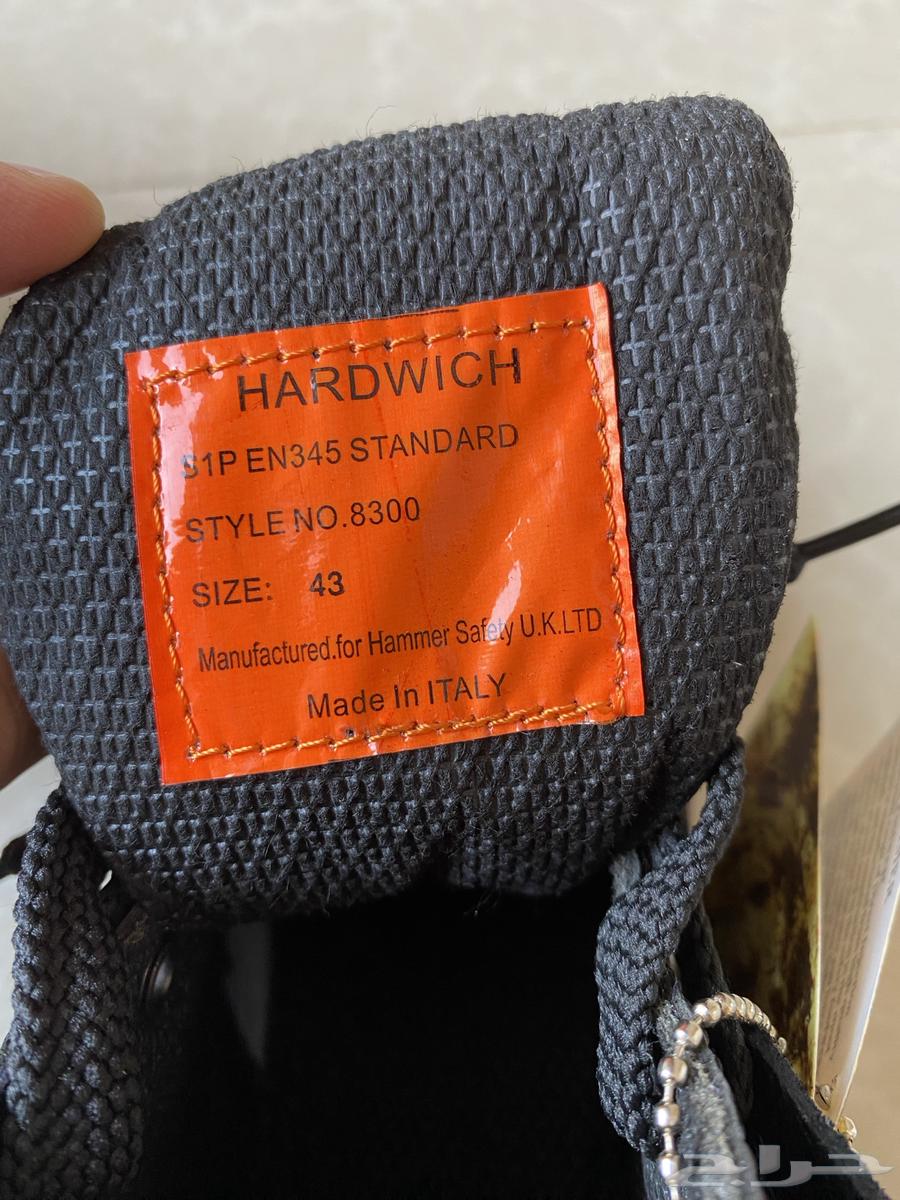 HARDWICH
S1P EN345 STANDARD
STYLE NO.8300
SIZE: 43
Manufactured.for Hammer Safety U.K.LTD
Made In ITALY
حراج